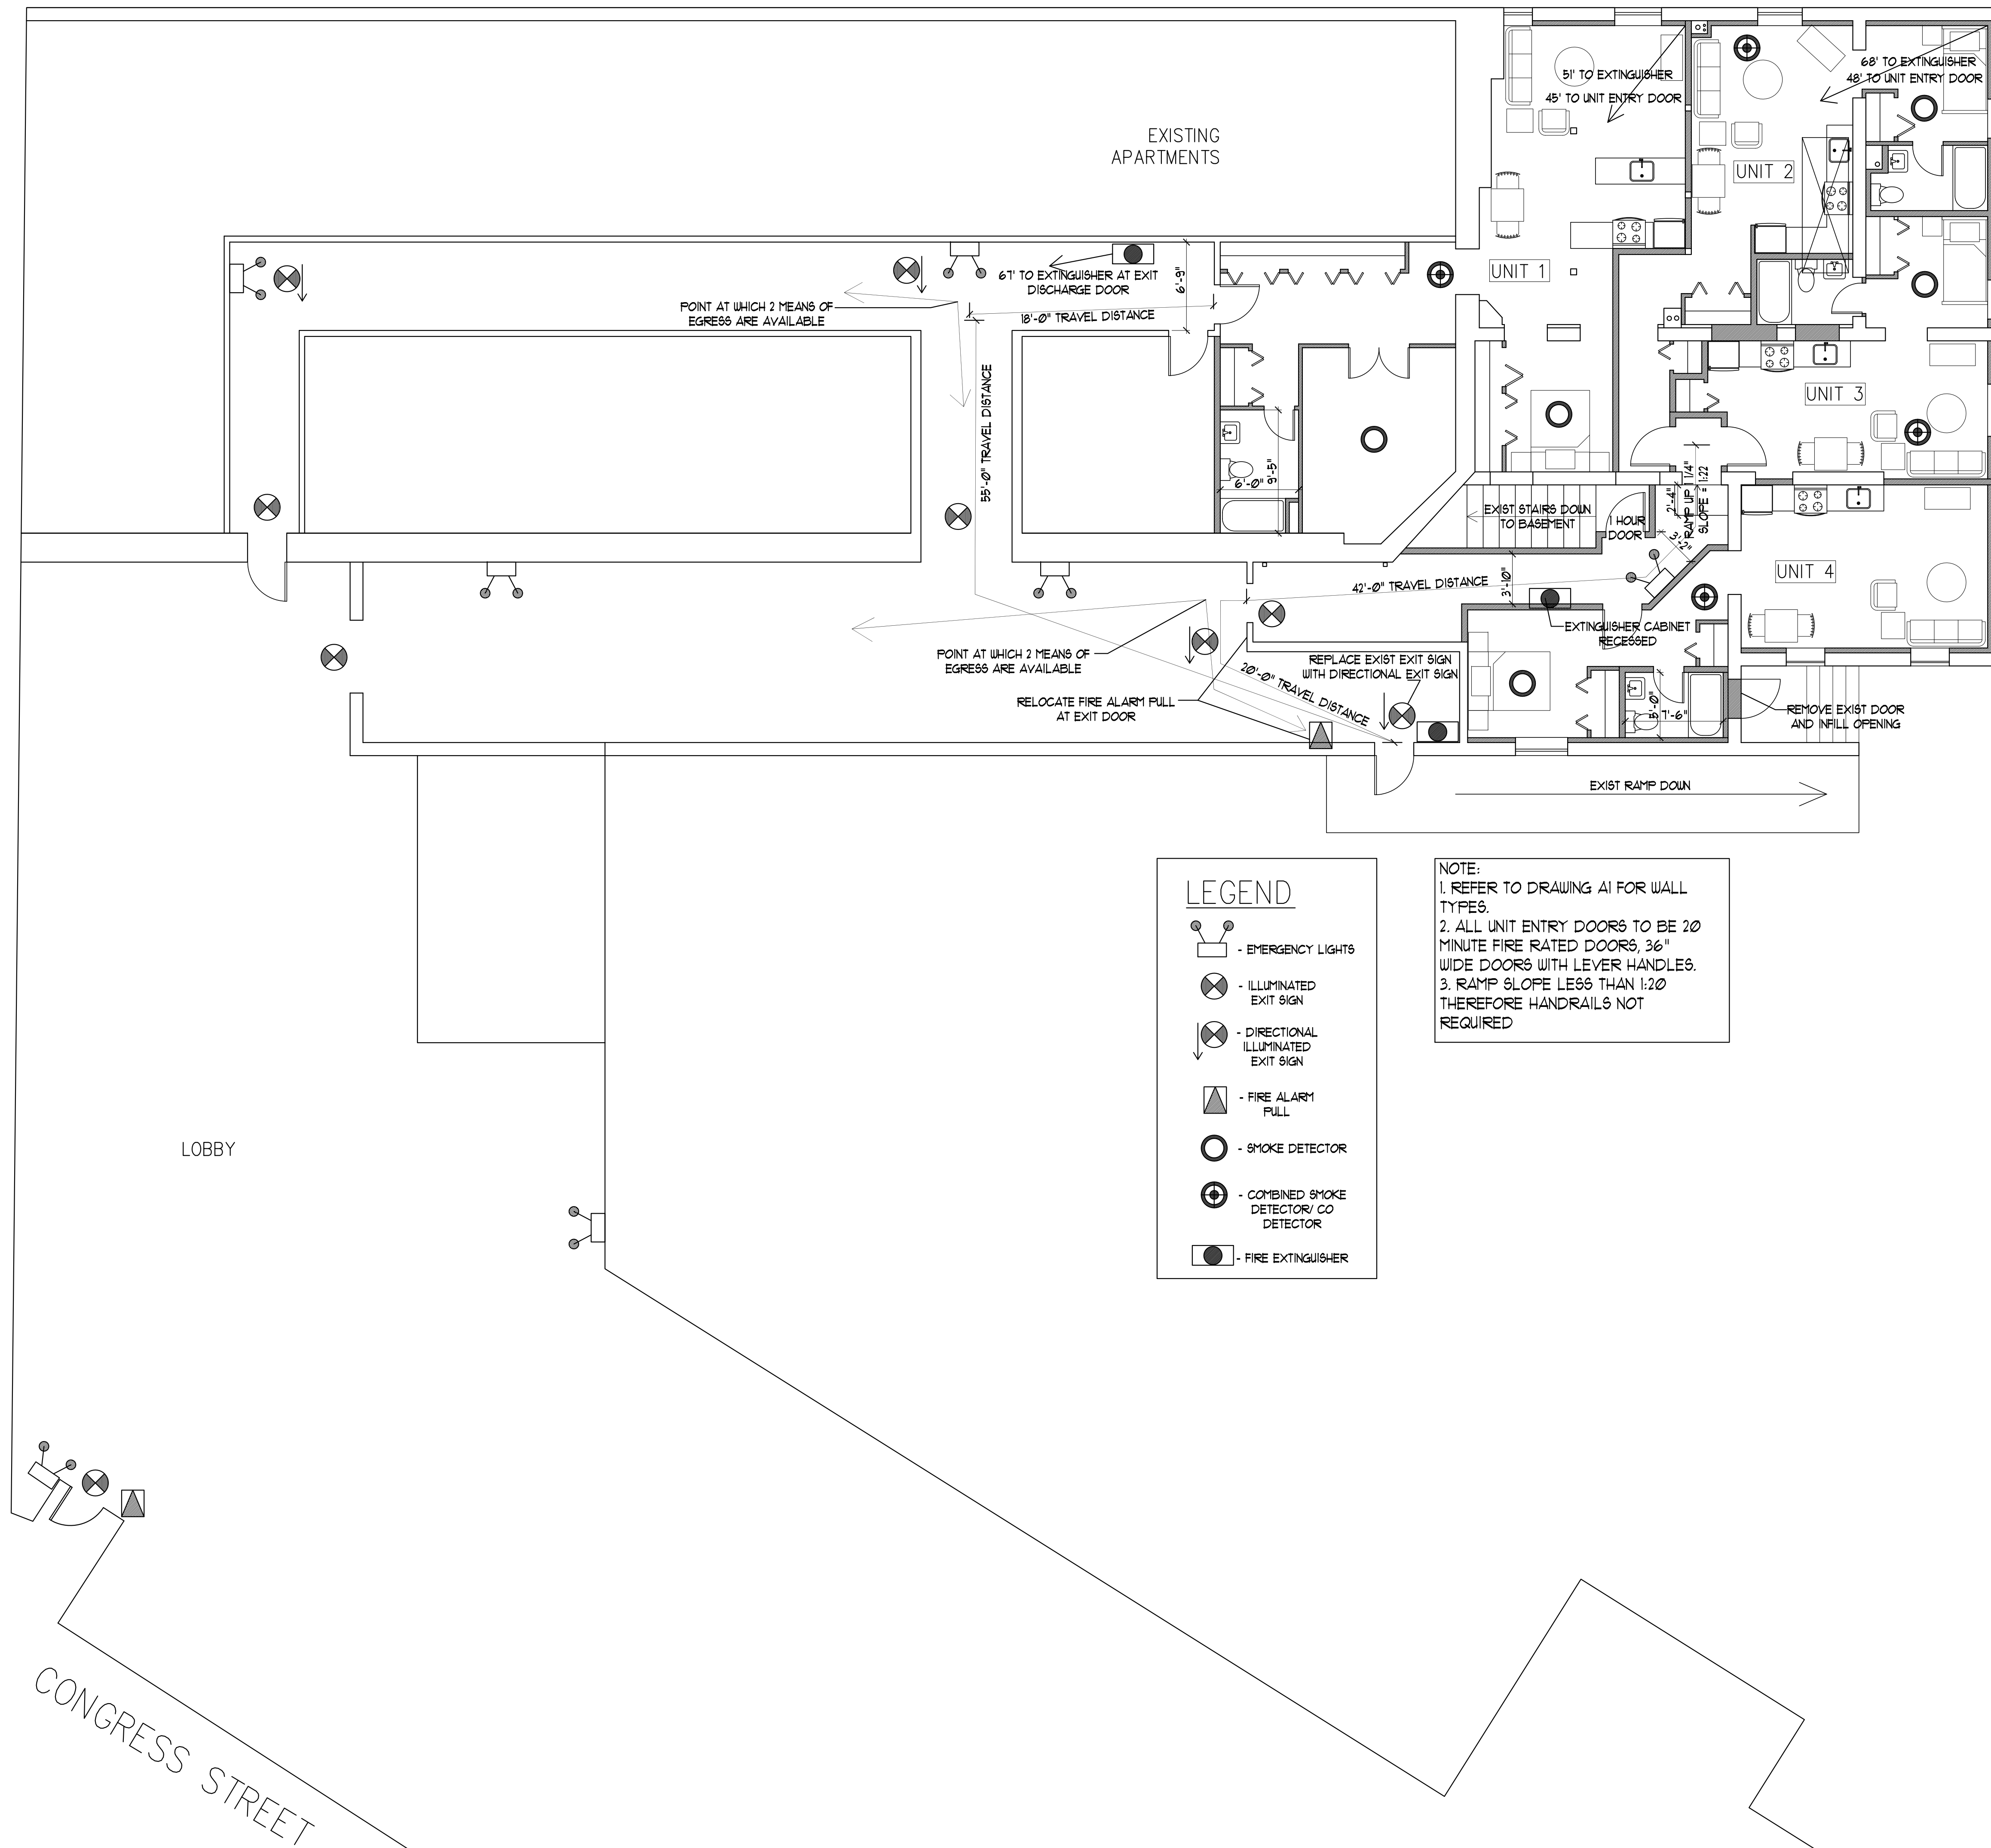 51' TO EXTINGUISHER
45' TO UNIT ENTRY DOOR
68' TO EXTINGUISHER
48' TO UNIT ENTRY DOOR
EXISTING
APARTMENTS
UNIT 2
UNIT 1
67' TO EXTINGUISHER AT EXIT
DISCHARGE DOOR
6'-9"
POINT AT WHICH 2 MEANS OF
EGRESS ARE AVAILABLE
18'-0" TRAVEL DISTANCE
55'-0" TRAVEL DISTANCE
UNIT 3
6'-0"
9'-5"
EXIST STAIRS DOWN
TO BASEMENT
1 HOUR
DOOR
2'-4"
RAMP UP 1 1/4"
SLOPE = 1:22
3'-2"
42'-0" TRAVEL DISTANCE
3'-10"
UNIT 4
EXTINGUISHER CABINET
RECESSED
POINT AT WHICH 2 MEANS OF
EGRESS ARE AVAILABLE
REPLACE EXIST EXIT SIGN
WITH DIRECTIONAL EXIT SIGN
20'-0" TRAVEL DISTANCE
RELOCATE FIRE ALARM PULL
AT EXIT DOOR
5'-0"
7'-6"
REMOVE EXIST DOOR
AND INFILL OPENING
EXIST RAMP DOWN
LEGEND
- EMERGENCY LIGHTS
- ILLUMINATED
EXIT SIGN
- DIRECTIONAL
ILLUMINATED
EXIT SIGN
- FIRE ALARM
PULL
- SMOKE DETECTOR
- COMBINED SMOKE
DETECTOR/ CO
DETECTOR
- FIRE EXTINGUISHER
NOTE:
1. REFER TO DRAWING A1 FOR WALL
TYPES.
2. ALL UNIT ENTRY DOORS TO BE 20
MINUTE FIRE RATED DOORS, 36"
WIDE DOORS WITH LEVER HANDLES.
3. RAMP SLOPE LESS THAN 1:20
THEREFORE HANDRAILS NOT
REQUIRED
LOBBY
CONGRESS STREET